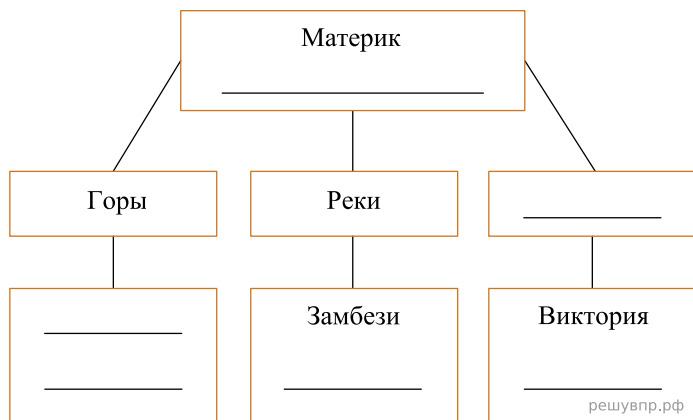 Материк
Горы
Реки
Замбези
Виктория
решувпр.рф